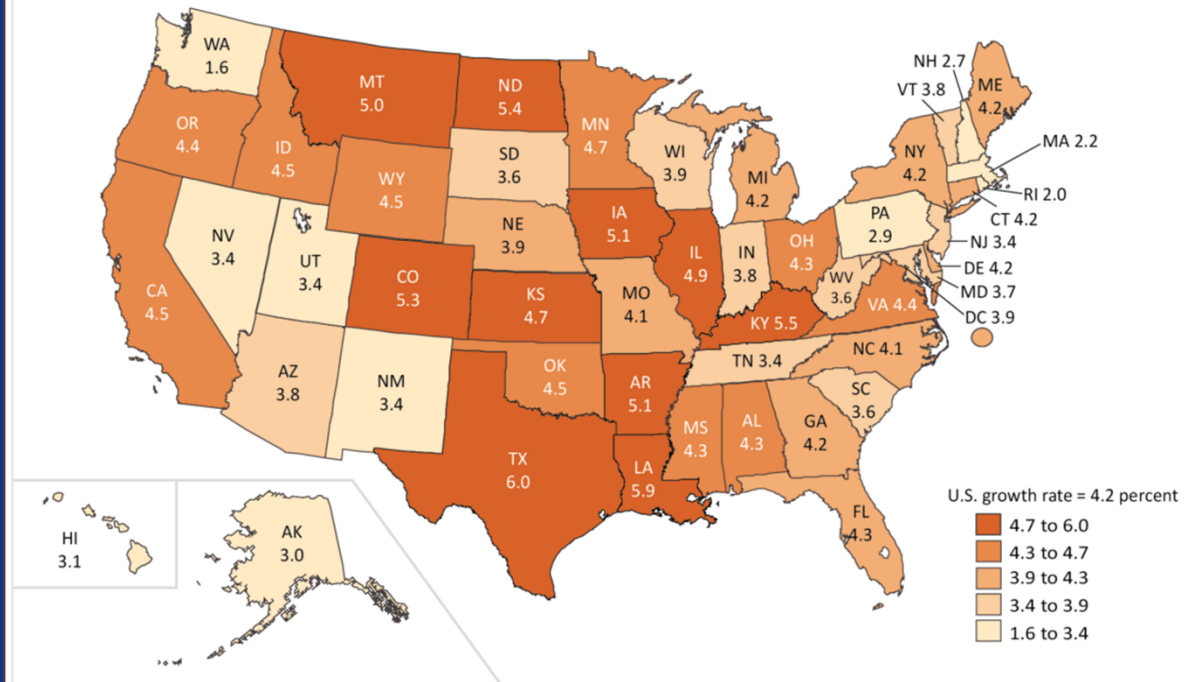 WA
1.6
MT
5.0
ND
5.4
MN
4.7
OR
4.4
ID
4.5
WY
4.5
SD
3.6
WI
3.9
MI
4.2
NH 2.7
VT 3.8
ME
4.2
NY
4.2
MA 2.2
RI 2.0
CT 4.2
NJ 3.4
DE 4.2
MD 3.7
DC 3.9
PA
2.9
NV
3.4
UT
3.4
CO
5.3
NE
3.9
IA
5.1
IL
4.9
IN
3.8
OH
4.3
WV
3.6
VA 4.4
CA
4.5
KS
4.7
MO
4.1
KY 5.5
AZ
3.8
NM
3.4
OK
4.5
AR
5.1
TN 3.4
NC 4.1
SC
3.6
TX
6.0
LA
5.9
MS
4.3
AL
4.3
GA
4.2
FL
4.3
HI
3.1
AK
3.0
U.S. growth rate = 4.2 percent
4.7 to 6.0
4.3 to 4.7
3.9 to 4.3
3.4 to 3.9
1.6 to 3.4